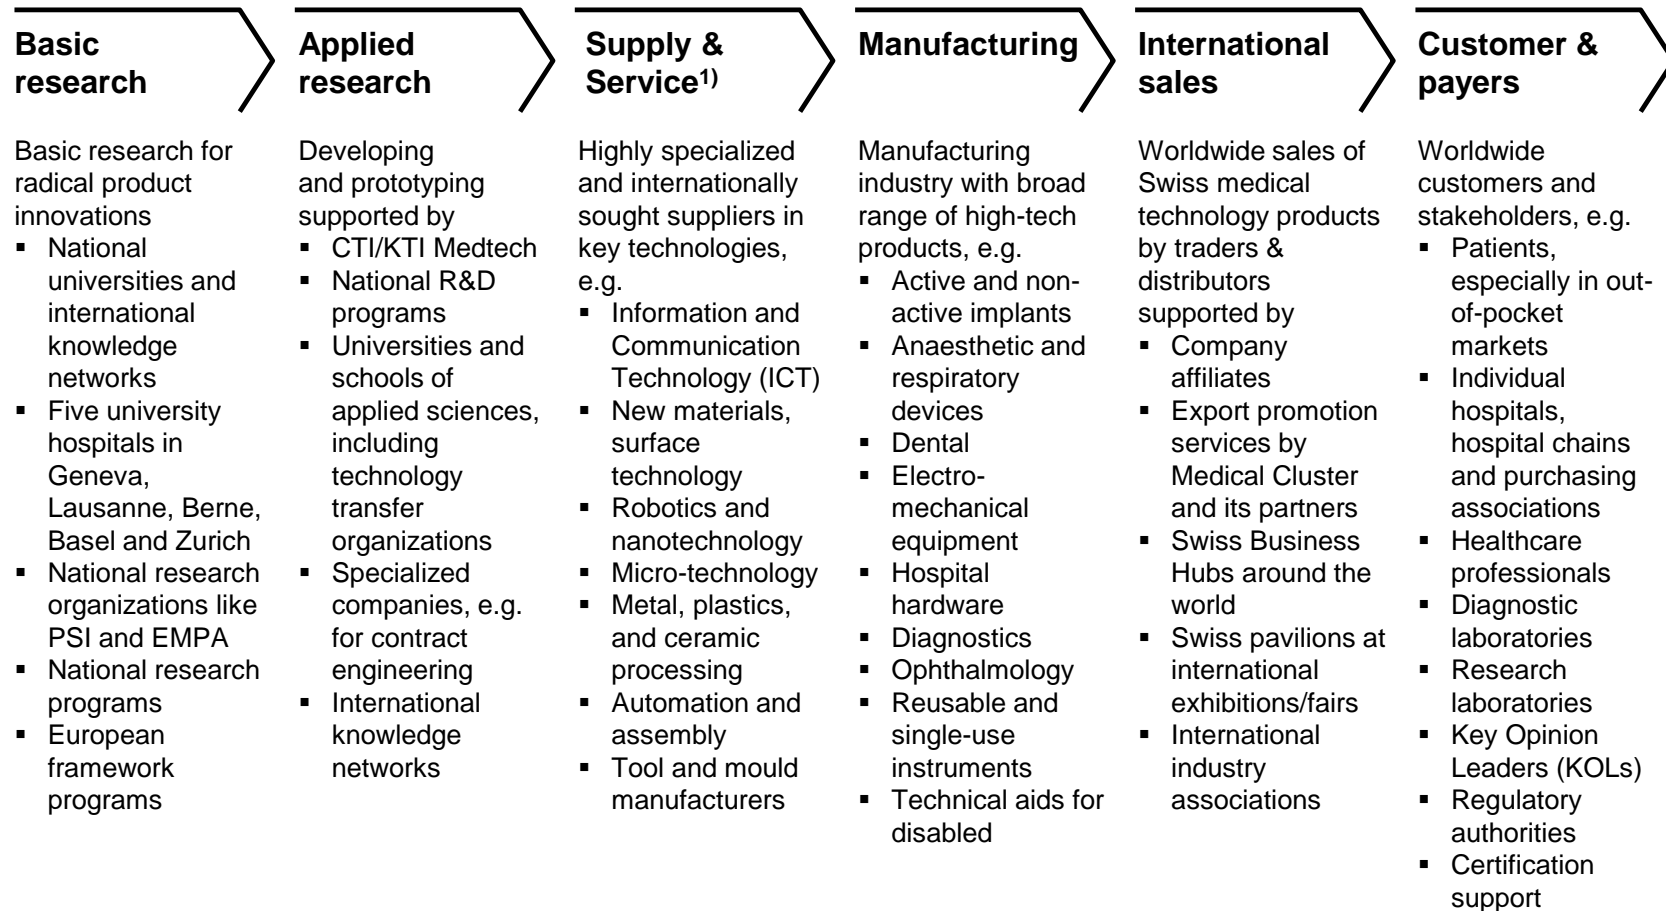 Basic
research
Basic research for
radical product
innovations
▪ National
universities and
international
knowledge
networks
▪ Five university
hospitals in
Geneva,
Lausanne, Berne,
Basel and Zurich
▪ National research
organizations like
PSI and EMPA
▪ National research
programs
▪ European
framework
programs
Applied
research
Developing
and prototyping
supported by
▪ CTI/KTI Medtech
▪ National R&D
programs
▪ Universities and
schools of
applied sciences,
including
technology
transfer
organizations
▪ Specialized
companies, e.g.
for contract
engineering
▪ International
knowledge
networks
Supply &
Service¹⁾
Highly specialized
and internationally
sought suppliers in
key technologies,
e.g.
▪ Information and
Communication
Technology (ICT)
▪ New materials,
surface
technology
▪ Robotics and
nanotechnology
▪ Micro-technology
▪ Metal, plastics,
and ceramic
processing
▪ Automation and
assembly
▪ Tool and mould
manufacturers
Manufacturing
Manufacturing
industry with broad
range of high-tech
products, e.g.
▪ Active and non-
active implants
▪ Anaesthetic and
respiratory
devices
▪ Dental
▪ Electro-
mechanical
equipment
▪ Hospital
hardware
▪ Diagnostics
▪ Ophthalmology
▪ Reusable and
single-use
instruments
▪ Technical aids for
disabled
International
sales
Worldwide sales of
Swiss medical
technology products
by traders &
distributors
supported by
▪ Company
affiliates
▪ Export promotion
services by
Medical Cluster
and its partners
▪ Swiss Business
Hubs around the
world
▪ Swiss pavilions at
international
exhibitions/fairs
▪ International
industry
associations
Customer &
payers
Worldwide
customers and
stakeholders, e.g.
▪ Patients,
especially in out-
of-pocket
markets
▪ Individual
hospitals,
hospital chains
and purchasing
associations
▪ Healthcare
professionals
▪ Diagnostic
laboratories
▪ Research
laboratories
▪ Key Opinion
Leaders (KOLs)
▪ Regulatory
authorities
▪ Certification
support